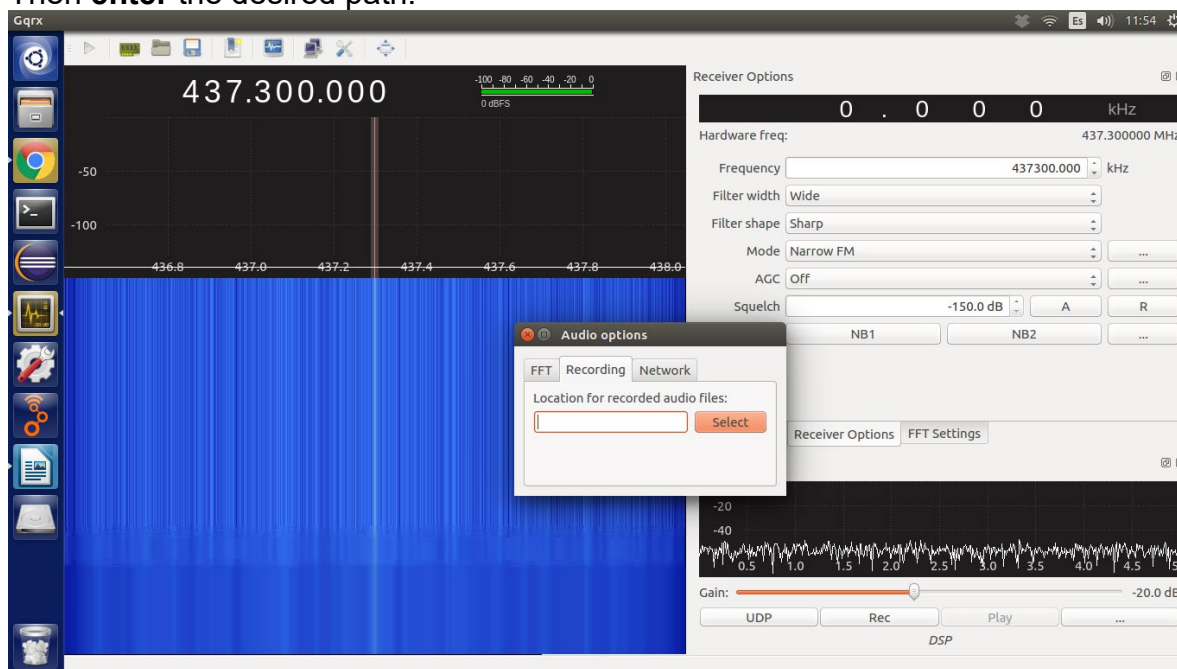 Then enter the desired path.
Gqrx
Es
11:54
437.300.000
-100 -80 -60 -40 -20 0
0 dBFS
-50
-100
436.8 437.0 437.2 437.4 437.6 437.8 438.0
Receiver Options
0 . 0 0 0 kHz
Hardware freq: 437.300000 MHz
Frequency 437300.000 kHz
Filter width Wide
Filter shape Sharp
Mode Narrow FM ...
AGC Off ...
Squelch -150.0 dB A R
NB1 NB2 ...
Audio options
FFT Recording Network
Location for recorded audio files:
Select
Receiver Options FFT Settings
-20
-40
0.5 1.0 1.5 2.0 2.5 3.0 3.5 4.0 4.5
Gain: -20.0 dB
UDP Rec Play ...
DSP